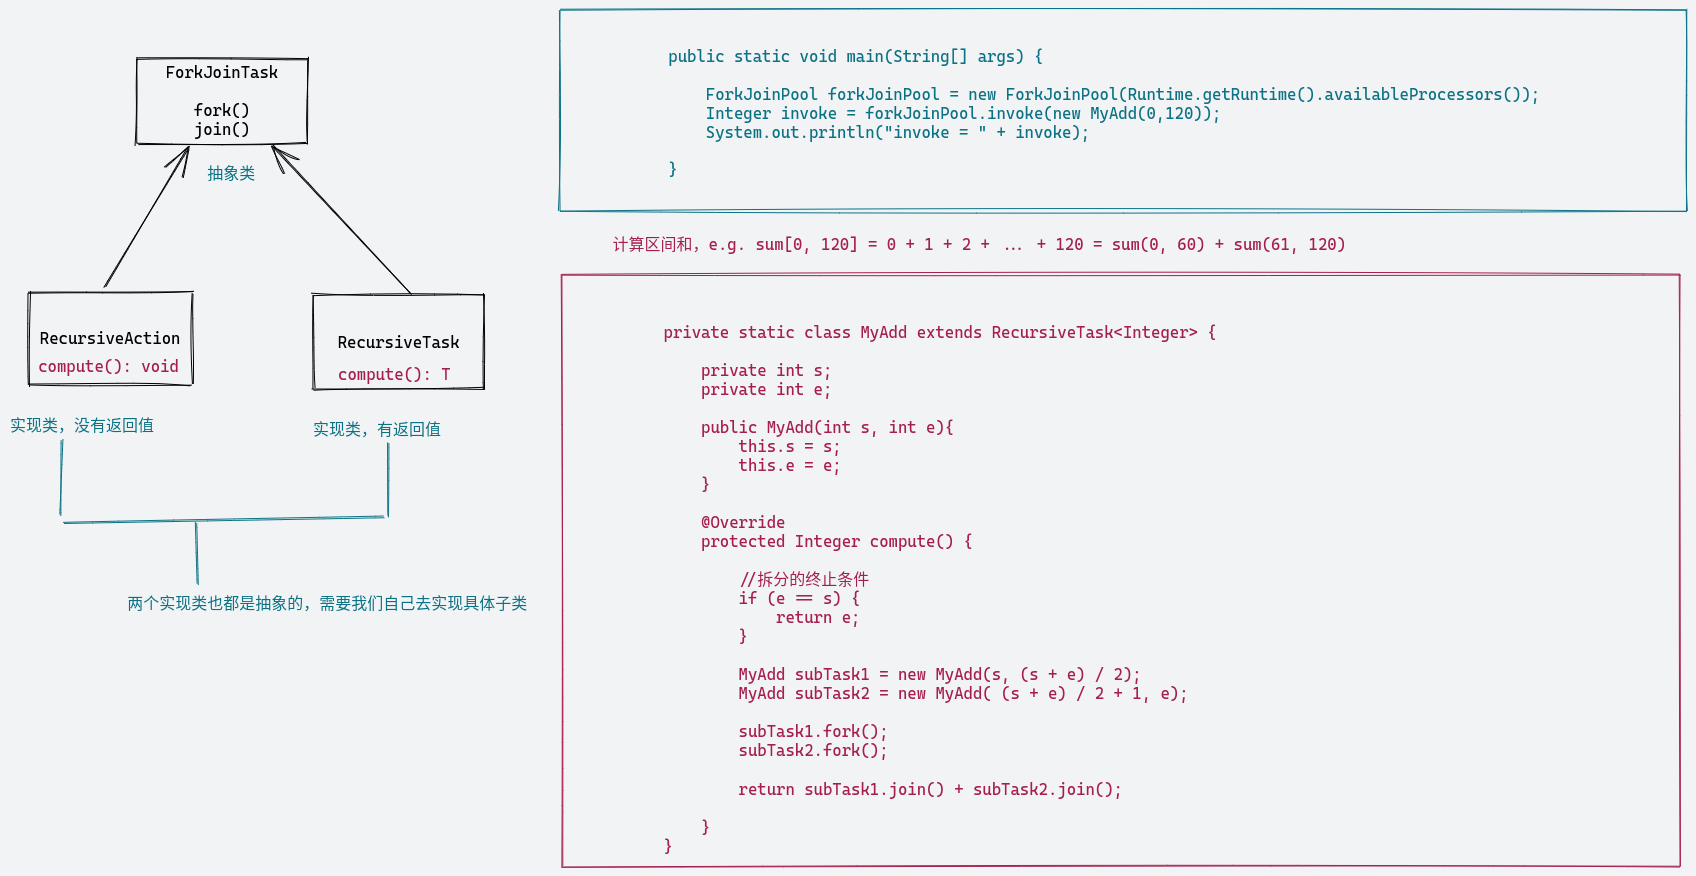 ForkJoinTask
fork()
join()
抽象类
RecursiveAction
compute(): void
RecursiveTask
compute(): T
实现类，没有返回值
实现类，有返回值
两个实现类也都是抽象的，需要我们自己去实现具体子类
public static void main(String[] args) {
ForkJoinPool forkJoinPool = new ForkJoinPool(Runtime.getRuntime().availableProcessors());
Integer invoke = forkJoinPool.invoke(new MyAdd(0,120));
System.out.println("invoke = " + invoke);
}
计算区间和，e.g. sum[0, 120] = 0 + 1 + 2 + ... + 120 = sum(0, 60) + sum(61, 120)
private static class MyAdd extends RecursiveTask<Integer> {
private int s;
private int e;
public MyAdd(int s, int e){
this.s = s;
this.e = e;
}
@Override
protected Integer compute() {
//拆分的终止条件
if (e == s) {
return e;
}
MyAdd subTask1 = new MyAdd(s, (s + e) / 2);
MyAdd subTask2 = new MyAdd( (s + e) / 2 + 1, e);
subTask1.fork();
subTask2.fork();
return subTask1.join() + subTask2.join();
}
}